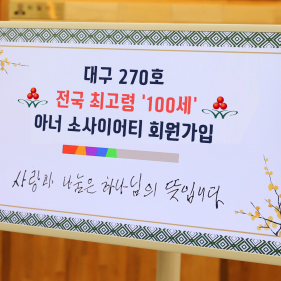 대구 270호
전국 최고령 '100세'
아너 소사이어티 회원가입
사랑과 나눔은 하나님의 뜻입니다